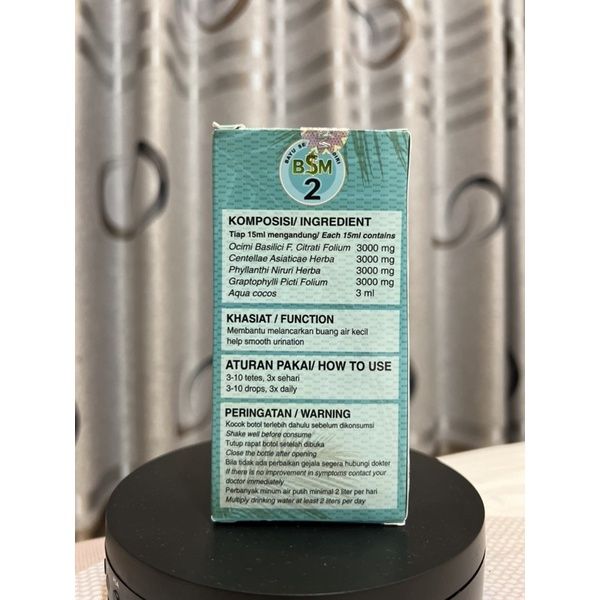 BAYU SE
BSM
2
KOMPOSISI/ INGREDIENT
Tiap 15ml mengandung/ Each 15ml contains
Ocimi Basilici F. Citrati Folium 3000 mg
Centellae Asiaticae Herba 3000 mg
Phyllanthi Niruri Herba 3000 mg
Graptophylli Picti Folium 3000 mg
Aqua cocos 3 ml
KHASIAT / FUNCTION
Membantu melancarkan buang air kecil
help smooth urination
ATURAN PAKAI/ HOW TO USE
3-10 tetes, 3x sehari
3-10 drops, 3x daily
PERINGATAN / WARNING
Kocok botol terlebih dahulu sebelum dikonsumsi
Shake well before consume
Tutup rapat botol setelah dibuka
Close the bottle after opening
Bila tidak ada perbaikan gejala segera hubungi dokter
If there is no improvement in symptoms contact your
doctor immediately
Perbanyak minum air putih minimal 2 liter per hari
Multiply drinking water at least 2 liters per day